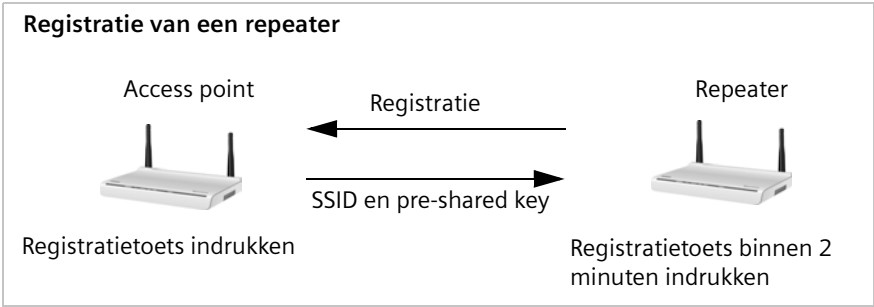 Registratie van een repeater
Access point
Registratie
Repeater
SSID en pre-shared key
Registratietoets indrukken
Registratietoets binnen 2
minuten indrukken